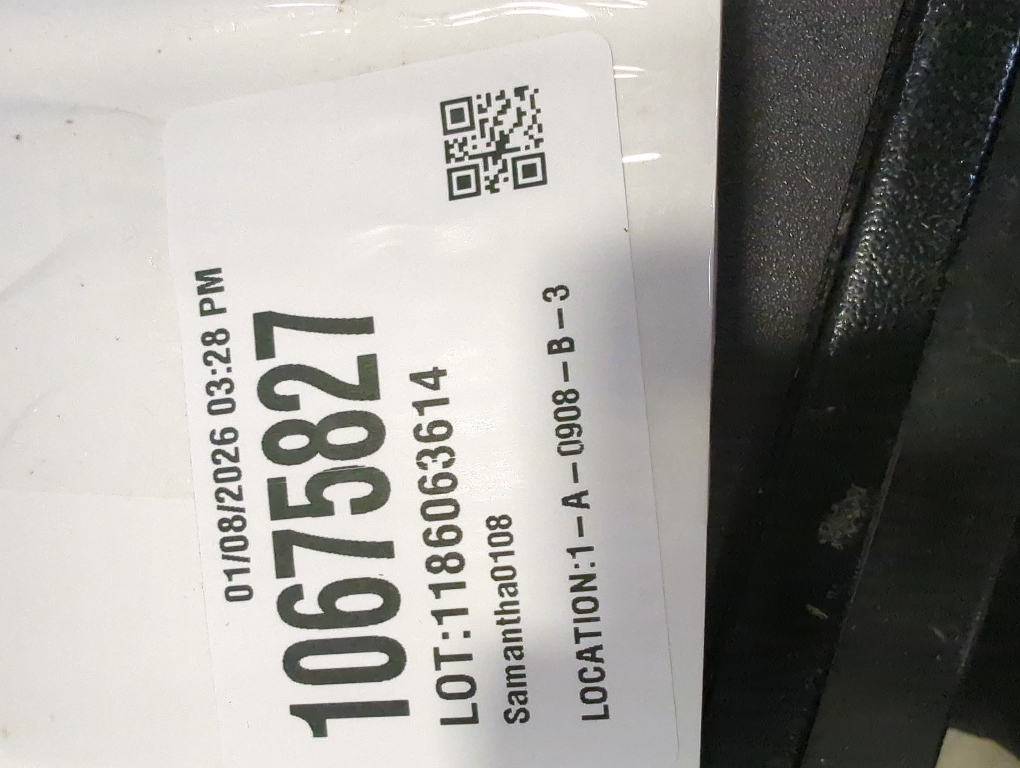 01/08/2026 03:28 PM
10675827
LOT:1186063614
Samantha0108
LOCATION:1-A-0908-B-3